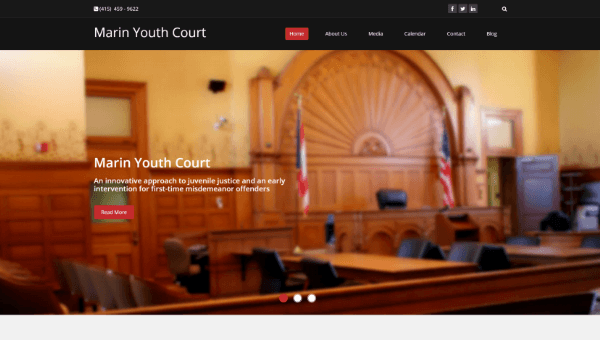 (415) 459 - 9622
Marin Youth Court
Home About Us Media Calendar Contact Blog
Marin Youth Court
An innovative approach to juvenile justice and an early
intervention for first-time misdemeanor offenders
Read More